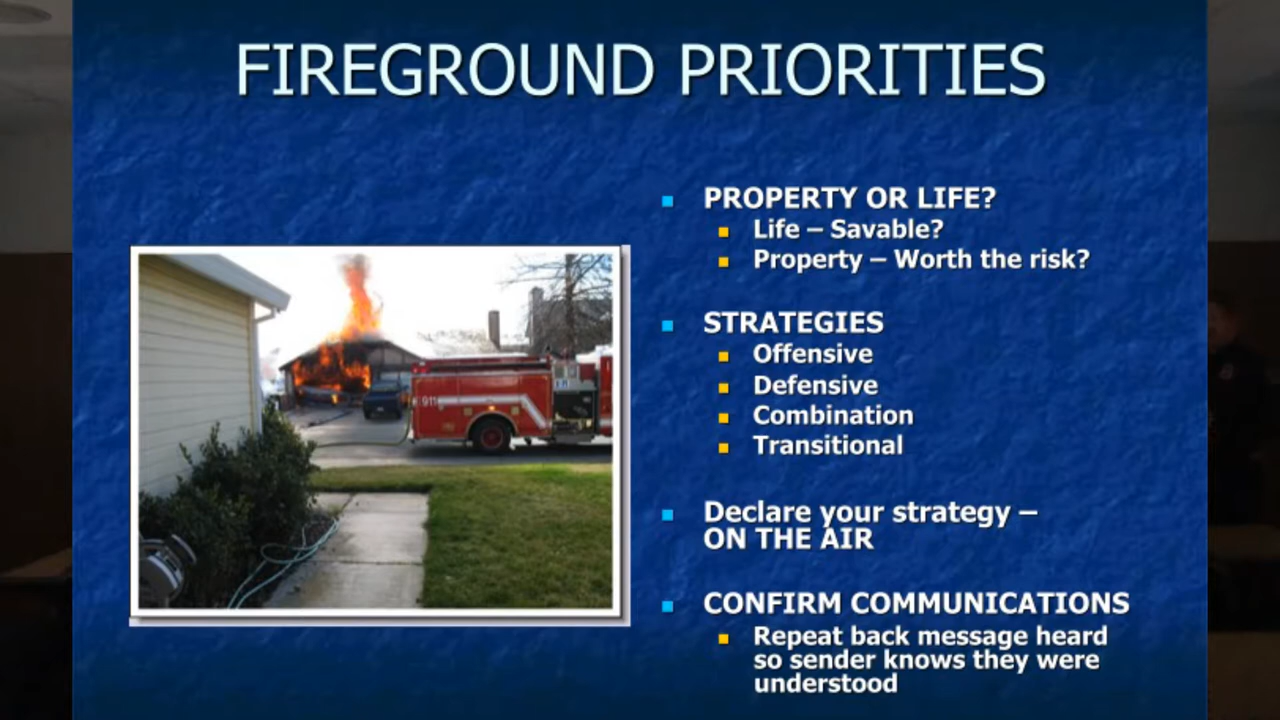 FIREGROUND PRIORITIES
PROPERTY OR LIFE?
Life – Savable?
Property – Worth the risk?
STRATEGIES
Offensive
Defensive
Combination
Transitional
Declare your strategy –
ON THE AIR
CONFIRM COMMUNICATIONS
Repeat back message heard
so sender knows they were
understood
911